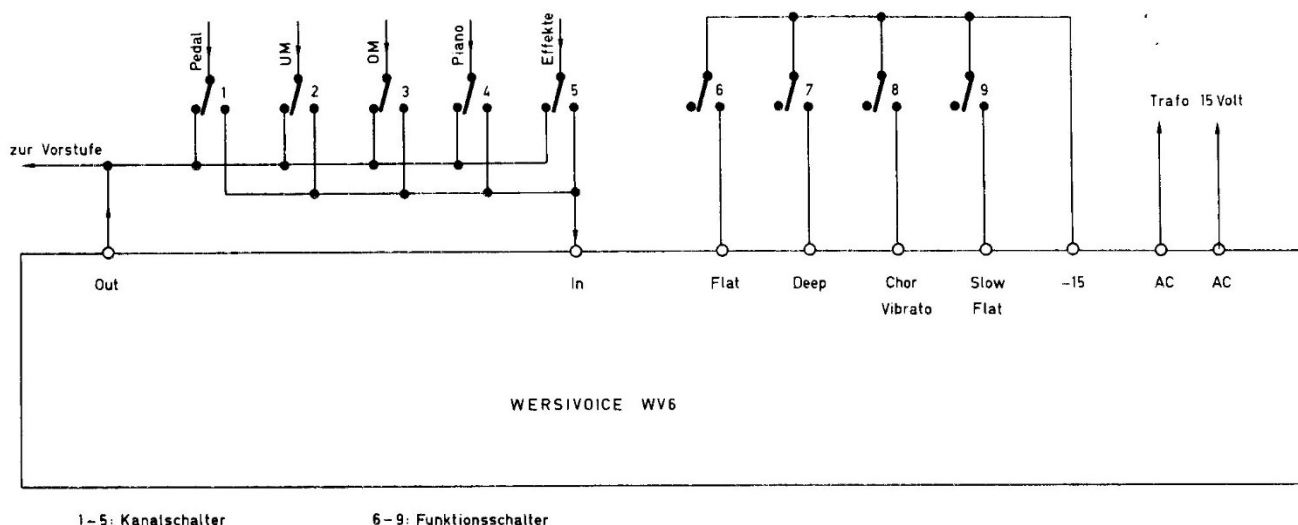 Pedal
UM
OM
Piano
Effekte
1
2
3
4
5
6
7
8
9
Trafo 15 Volt
zur Vorstufe
Out
In
Flat
Deep
Chor
Vibrato
Slow
Flat
-15
AC
AC
WERSIVOICE WV6
1-5: Kanalschalter
6-9: Funktionsschalter